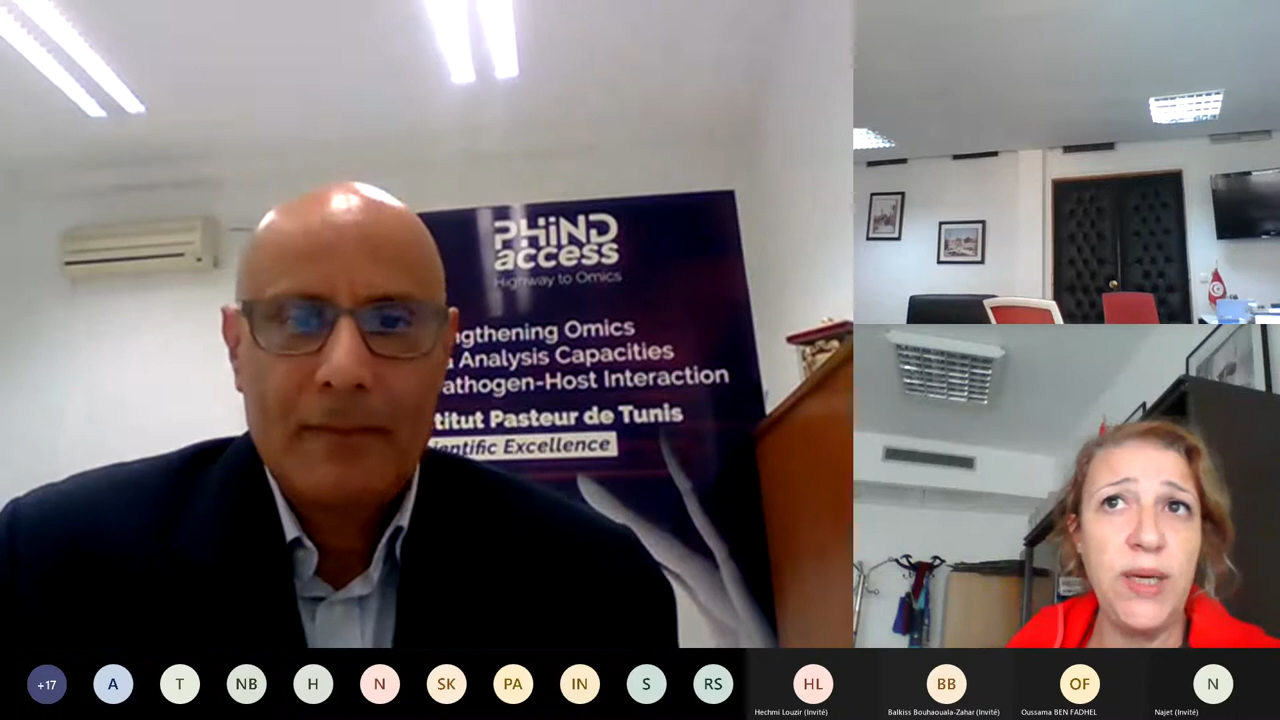 PHiND
access
Highway to Omics
ngthening Omics
Analysis Capacities
athogen-Host Interaction
titut Pasteur de Tunis
ientific Excellence
+17
A
T
NB
H
N
SK
PA
IN
S
RS
HL
BB
OF
N
Hechmi Louzir (Invité)
Balkiss Bouhaouala-Zahar (Invité)
Oussama BEN FADHEL
Najet (Invité)